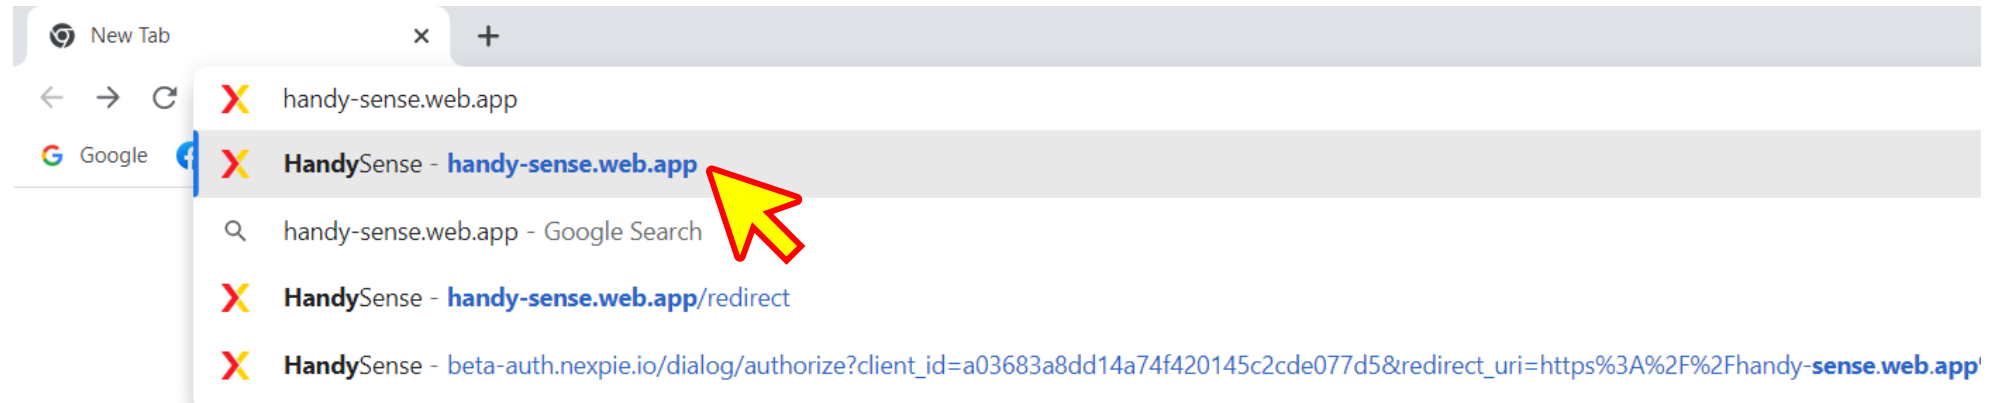 New Tab
handy-sense.web.app
Google
HandySense - handy-sense.web.app
handy-sense.web.app - Google Search
HandySense - handy-sense.web.app/redirect
HandySense - beta-auth.nexpie.io/dialog/authorize?client_id=a03683a8dd14a74f420145c2cde077d5&redirect_uri=https%3A%2F%2Fhandy-sense.web.app